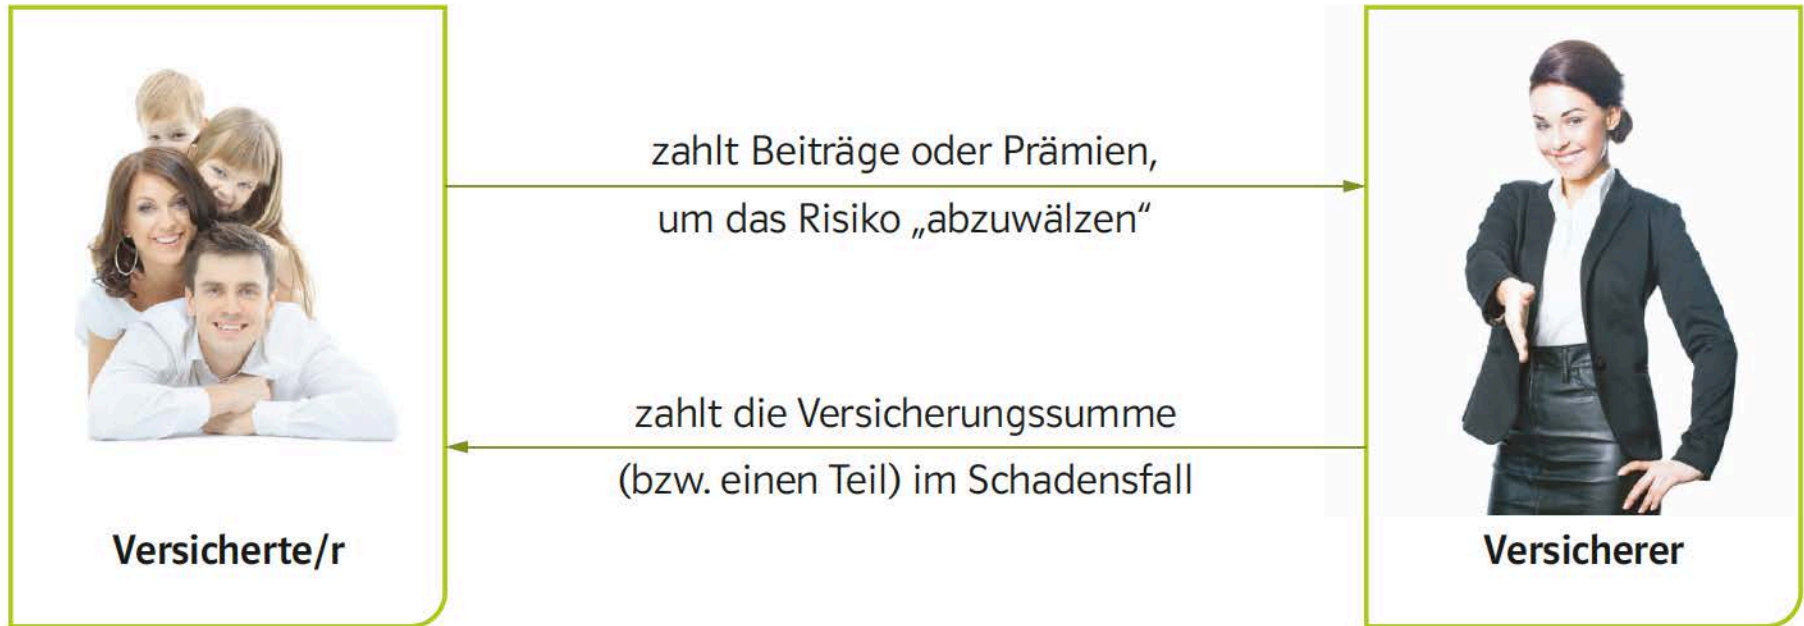 zahlt Beiträge oder Prämien,
um das Risiko „abzuwälzen“
zahlt die Versicherungssumme
(bzw. einen Teil) im Schadensfall
Versicherte/r
Versicherer